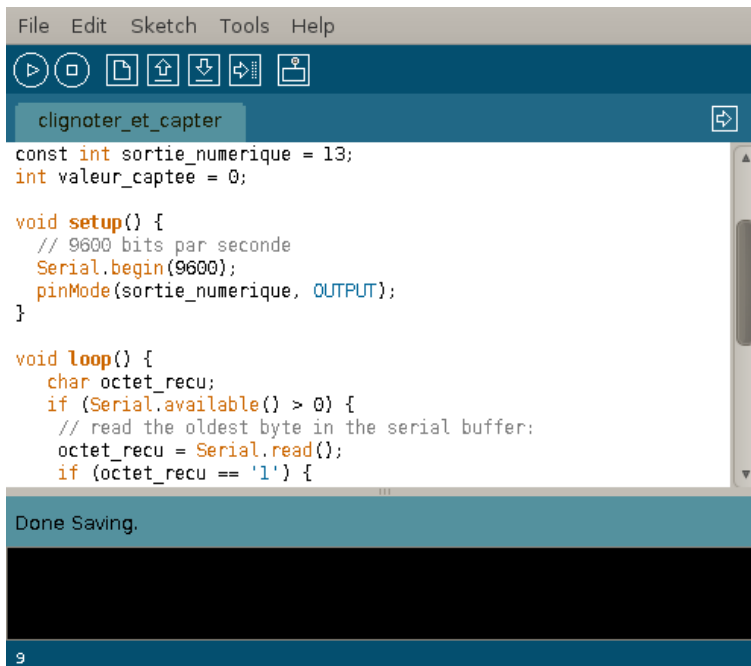 File Edit Sketch Tools Help
clignoter_et_capter
const int sortie_numerique = 13;
int valeur_captee = 0;
void setup() {
// 9600 bits par seconde
Serial.begin(9600);
pinMode(sortie_numerique, OUTPUT);
}
void loop() {
char octet_recu;
if (Serial.available() > 0) {
// read the oldest byte in the serial buffer:
octet_recu = Serial.read();
if (octet_recu == '1') {
Done Saving.
9